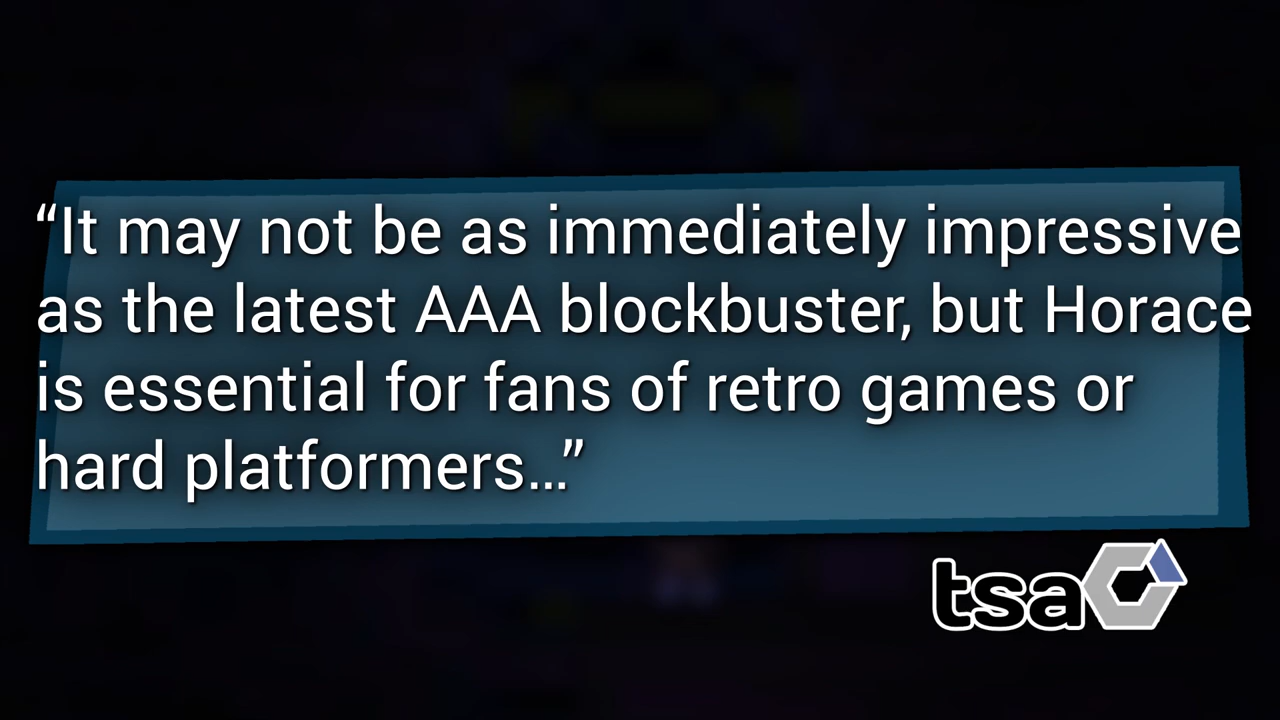 “It may not be as immediately impressive
as the latest AAA blockbuster, but Horace
is essential for fans of retro games or
hard platformers...”
tsa